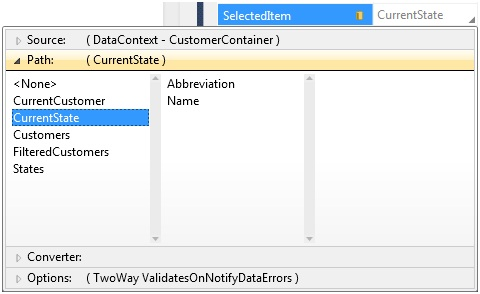 SelectedItem CurrentState
Source: ( DataContext - CustomerContainer )
Path: ( CurrentState )
<None> Abbreviation
CurrentCustomer Name
CurrentState
Customers
FilteredCustomers
States
Converter:
Options: ( TwoWay ValidatesOnNotifyDataErrors )